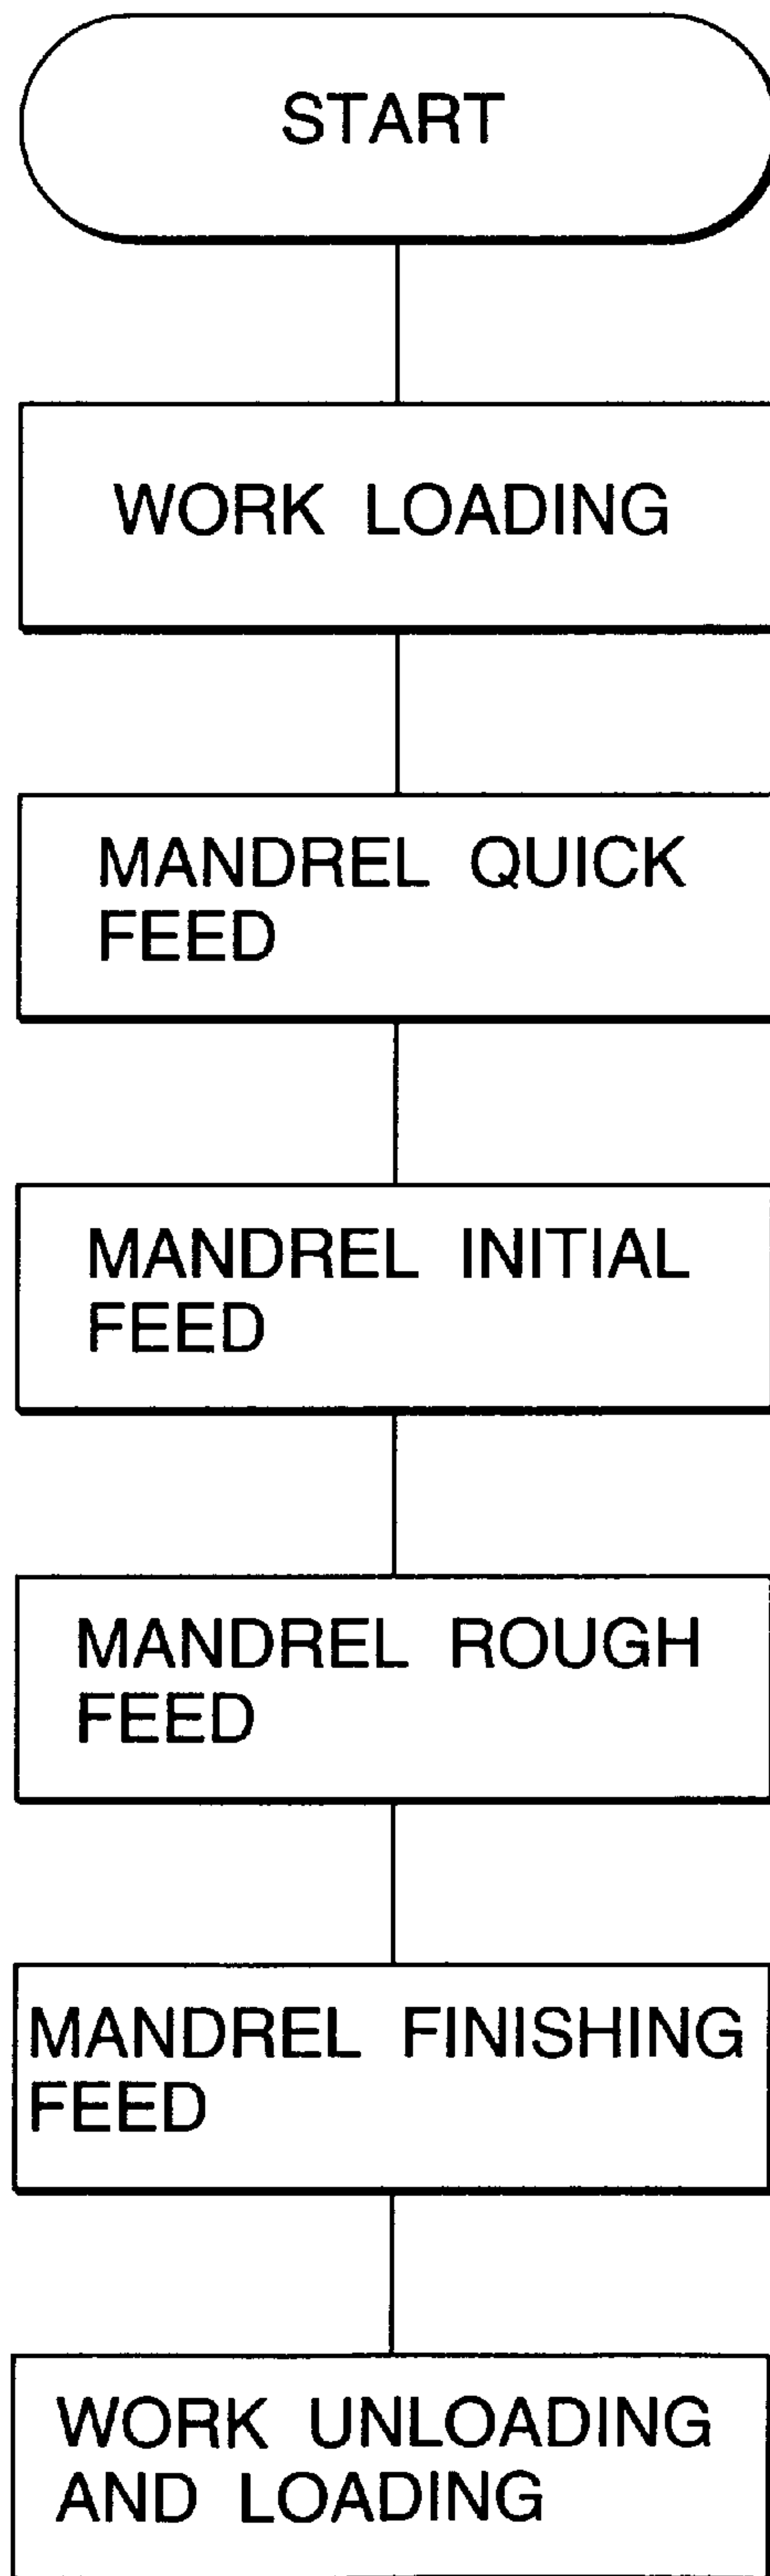 START
WORK LOADING
MANDREL QUICK
FEED
MANDREL INITIAL
FEED
MANDREL ROUGH
FEED
MANDREL FINISHING
FEED
WORK UNLOADING
AND LOADING